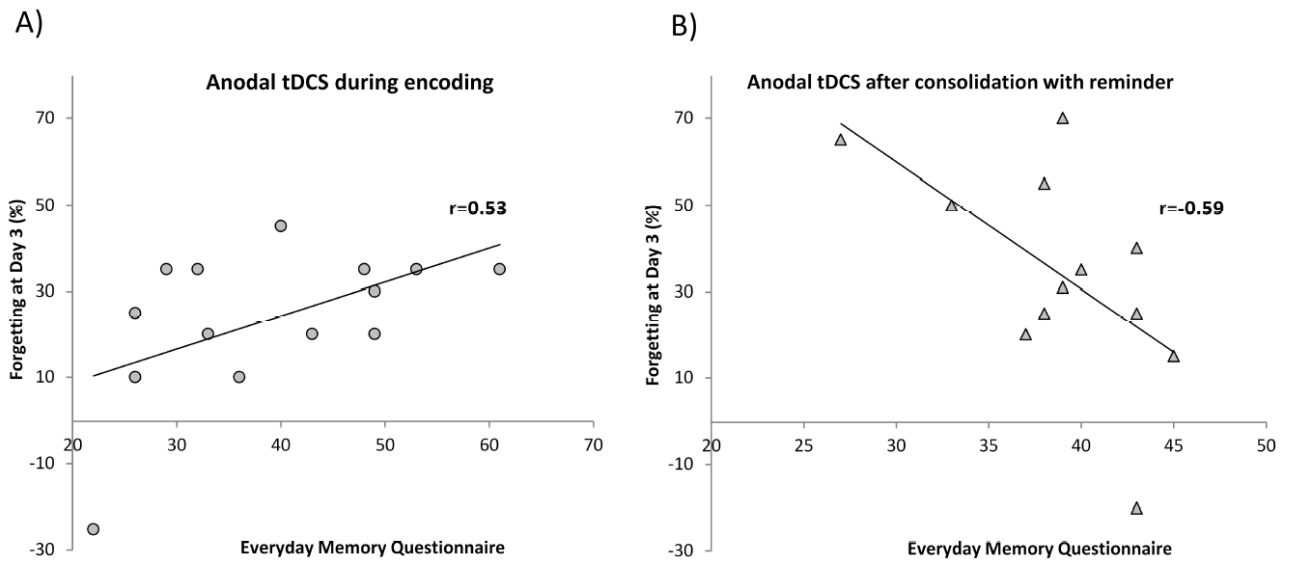 A)
Anodal tDCS during encoding
Forgetting at Day 3 (%)
70
50
30
10
-10
-30
r=0.53
20
30
40
50
60
70
Everyday Memory Questionnaire
B)
Anodal tDCS after consolidation with reminder
Forgetting at Day 3 (%)
70
50
30
10
-10
-30
r=-0.59
20
25
30
35
40
45
50
Everyday Memory Questionnaire